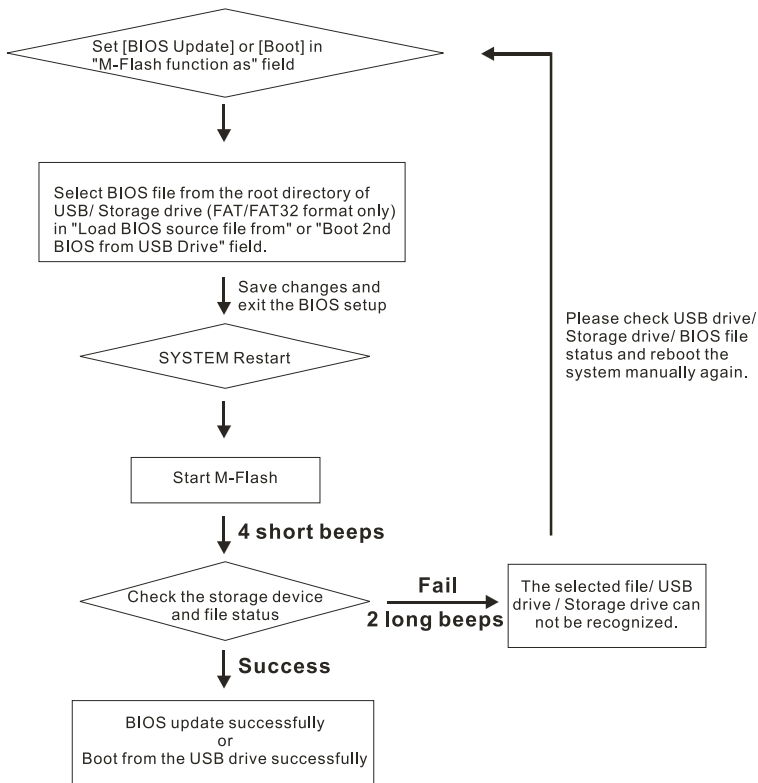 Set [BIOS Update] or [Boot] in
"M-Flash function as" field
Select BIOS file from the root directory of
USB/ Storage drive (FAT/FAT32 format only)
in "Load BIOS source file from" or "Boot 2nd
BIOS from USB Drive" field.
Save changes and
exit the BIOS setup
SYSTEM Restart
Start M-Flash
4 short beeps
Check the storage device
and file status
Fail
2 long beeps
The selected file/ USB
drive / Storage drive can
not be recognized.
Please check USB drive/
Storage drive/ BIOS file
status and reboot the
system manually again.
Success
BIOS update successfully
or
Boot from the USB drive successfully